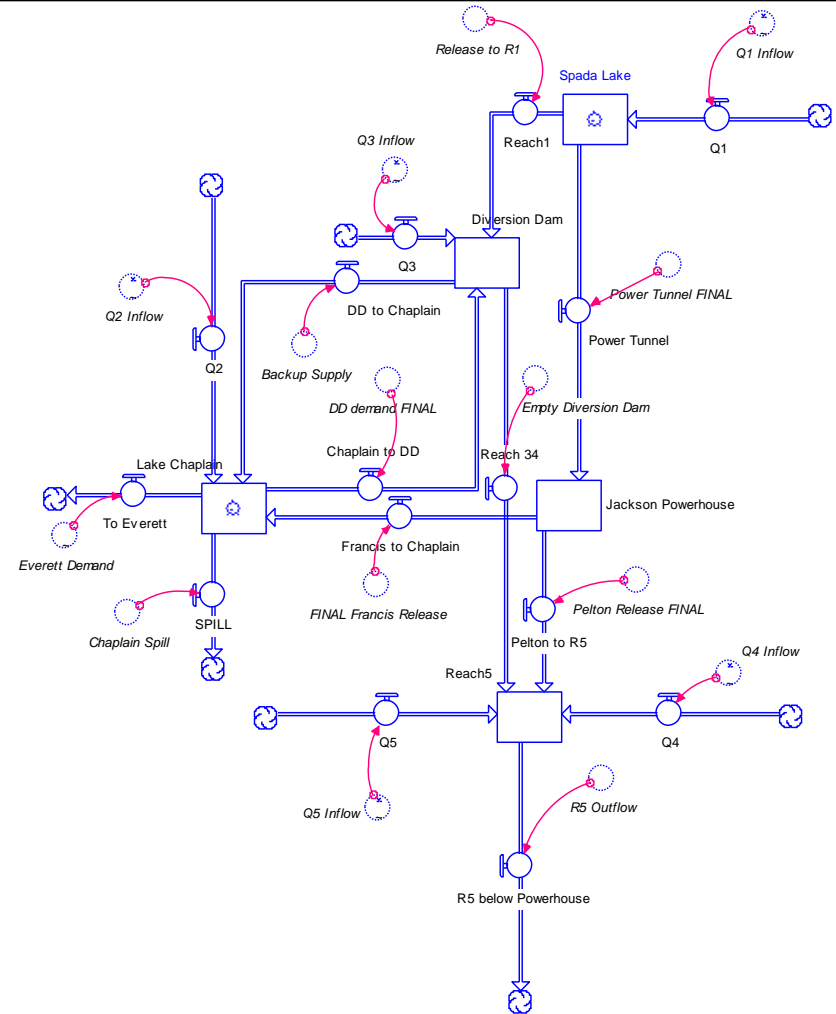 Release to R1
Q1 Inflow
Spada Lake
Reach1
Q1
Q3 Inflow
Diversion Dam
Q3
DD to Chaplain
Q2 Inflow
Power Tunnel FINAL
Power Tunnel
Q2
Backup Supply
DD demand FINAL
Empty Diversion Dam
Chaplain to DD
Reach 34
Lake Chaplain
To Everett
Jackson Powerhouse
Everett Demand
Francis to Chaplain
FINAL Francis Release
Pelton Release FINAL
Chaplain Spill
SPILL
Pelton to R5
Q4 Inflow
Reach5
Q5
Q4
Q5 Inflow
R5 Outflow
R5 below Powerhouse